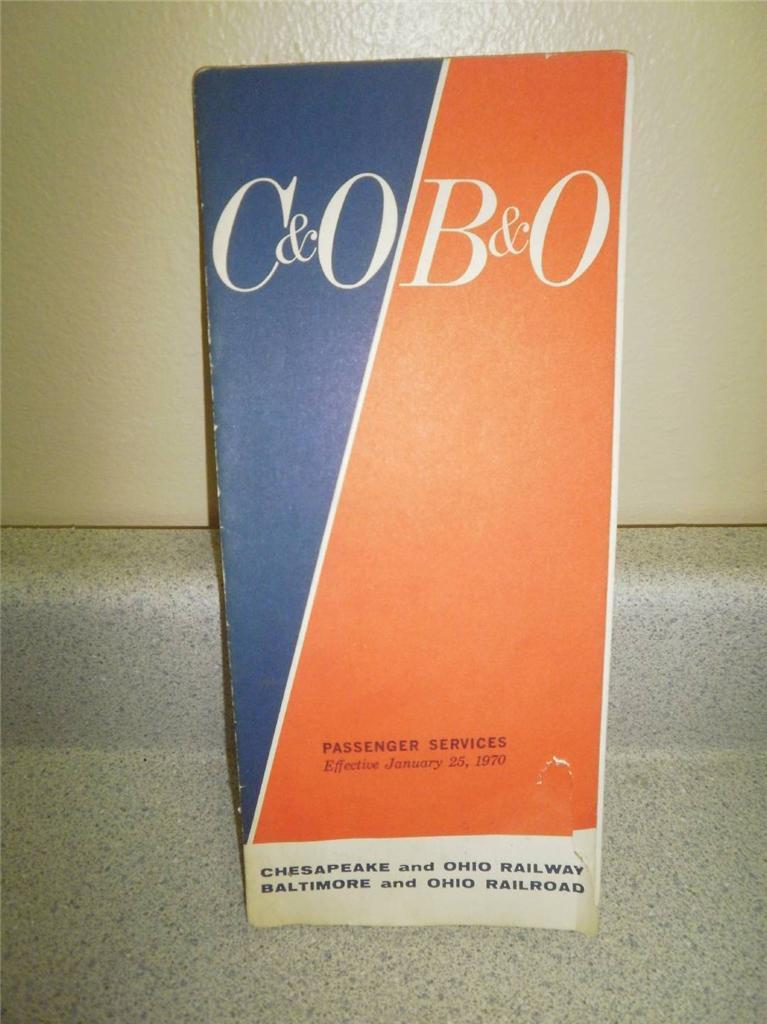 C&O/B&O
PASSENGER SERVICES
Effective January 25, 1970
CHESAPEAKE and OHIO RAILWAY
BALTIMORE and OHIO RAILROAD